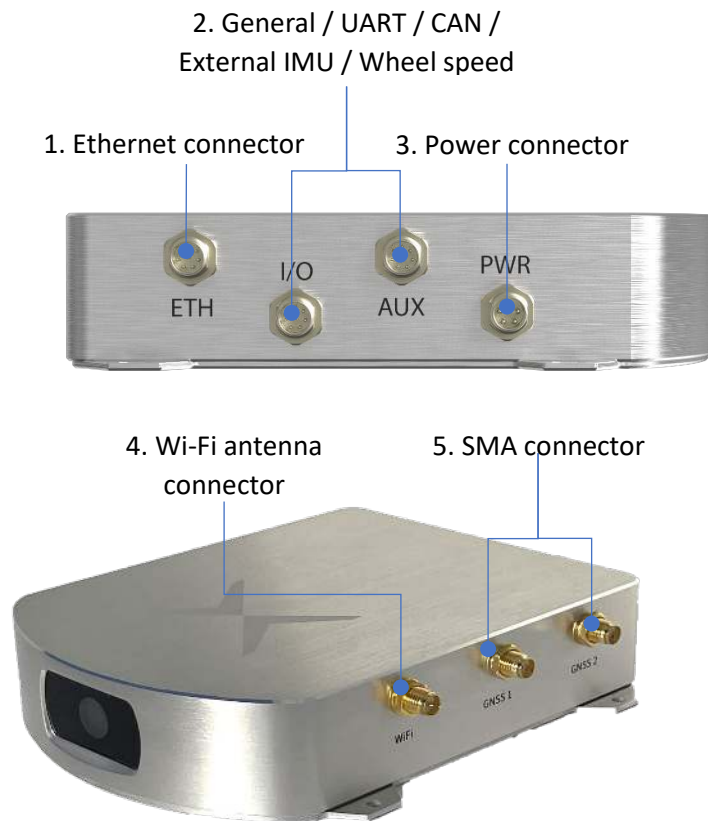 2. General / UART / CAN /
External IMU / Wheel speed
1. Ethernet connector
3. Power connector
I/O
PWR
ETH
AUX
4. Wi-Fi antenna
connector
5. SMA connector
GNSS 2
GNSS 1
WiFi